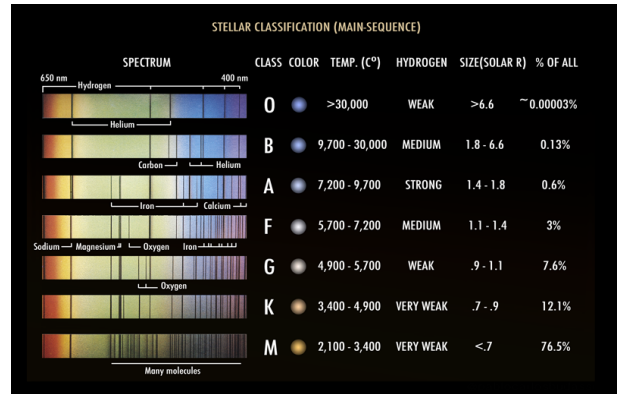 STELLAR CLASSIFICATION (MAIN-SEQUENCE)
SPECTRUM CLASS COLOR TEMP. (C°) HYDROGEN SIZE(SOLAR R) % OF ALL
650 nm 400 nm
Hydrogen
O >30,000 WEAK >6.6 ~0.00003%
Helium
B 9,700 - 30,000 MEDIUM 1.8 - 6.6 0.13%
Carbon Helium
A 7,200 - 9,700 STRONG 1.4 - 1.8 0.6%
Iron Calcium
F 5,700 - 7,200 MEDIUM 1.1 - 1.4 3%
Sodium Magnesium Oxygen Iron
G 4,900 - 5,700 WEAK .9 - 1.1 7.6%
Oxygen
K 3,400 - 4,900 VERY WEAK .7 - .9 12.1%
M 2,100 - 3,400 VERY WEAK <.7 76.5%
Many molecules